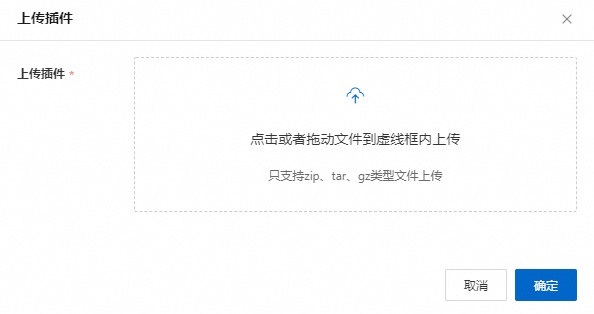 上传插件
上传插件 *
点击或者拖动文件到虚线框内上传
只支持zip、tar、gz类型文件上传
取消 确定